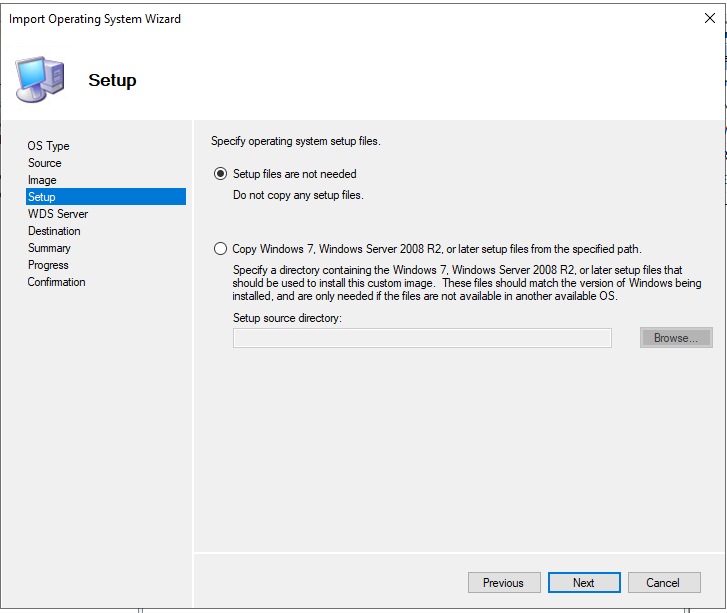 Import Operating System Wizard
Setup
OS Type
Source
Image
Setup
WDS Server
Destination
Summary
Progress
Confirmation
Specify operating system setup files.
Setup files are not needed
Do not copy any setup files.
Copy Windows 7, Windows Server 2008 R2, or later setup files from the specified path.
Specify a directory containing the Windows 7, Windows Server 2008 R2, or later setup files that
should be used to install this custom image.  These files should match the version of Windows being
installed, and are only needed if the files are not available in another available OS.
Setup source directory:
Browse...
Previous
Next
Cancel